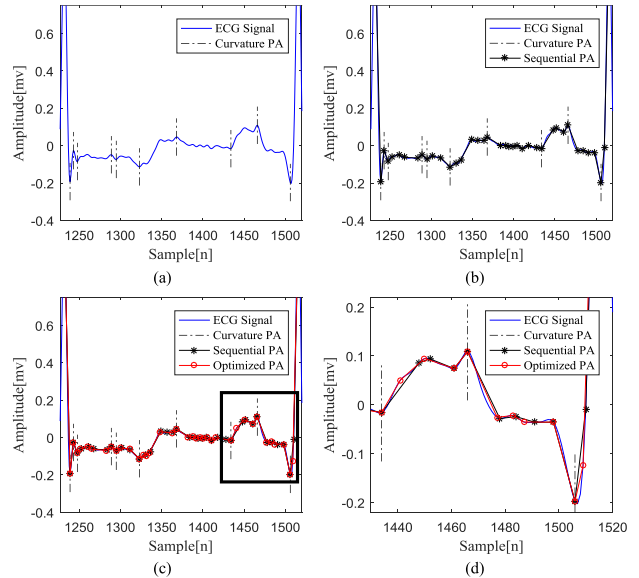 ECG Signal
Curvature PA
0.6
0.4
0.2
0
-0.2
-0.4
Amplitude[mv]
1250 1300 1350 1400 1450 1500
Sample[n]
(a)
ECG Signal
Curvature PA
Sequential PA
0.6
0.4
0.2
0
-0.2
-0.4
Amplitude[mv]
1250 1300 1350 1400 1450 1500
Sample[n]
(b)
ECG Signal
Curvature PA
Sequential PA
Optimized PA
0.6
0.4
0.2
0
-0.2
-0.4
Amplitude[mv]
1250 1300 1350 1400 1450 1500
Sample[n]
(c)
ECG Signal
Curvature PA
Sequential PA
Optimized PA
0.2
0.1
0
-0.1
-0.2
Amplitude[mv]
1440 1460 1480 1500 1520
Sample[n]
(d)